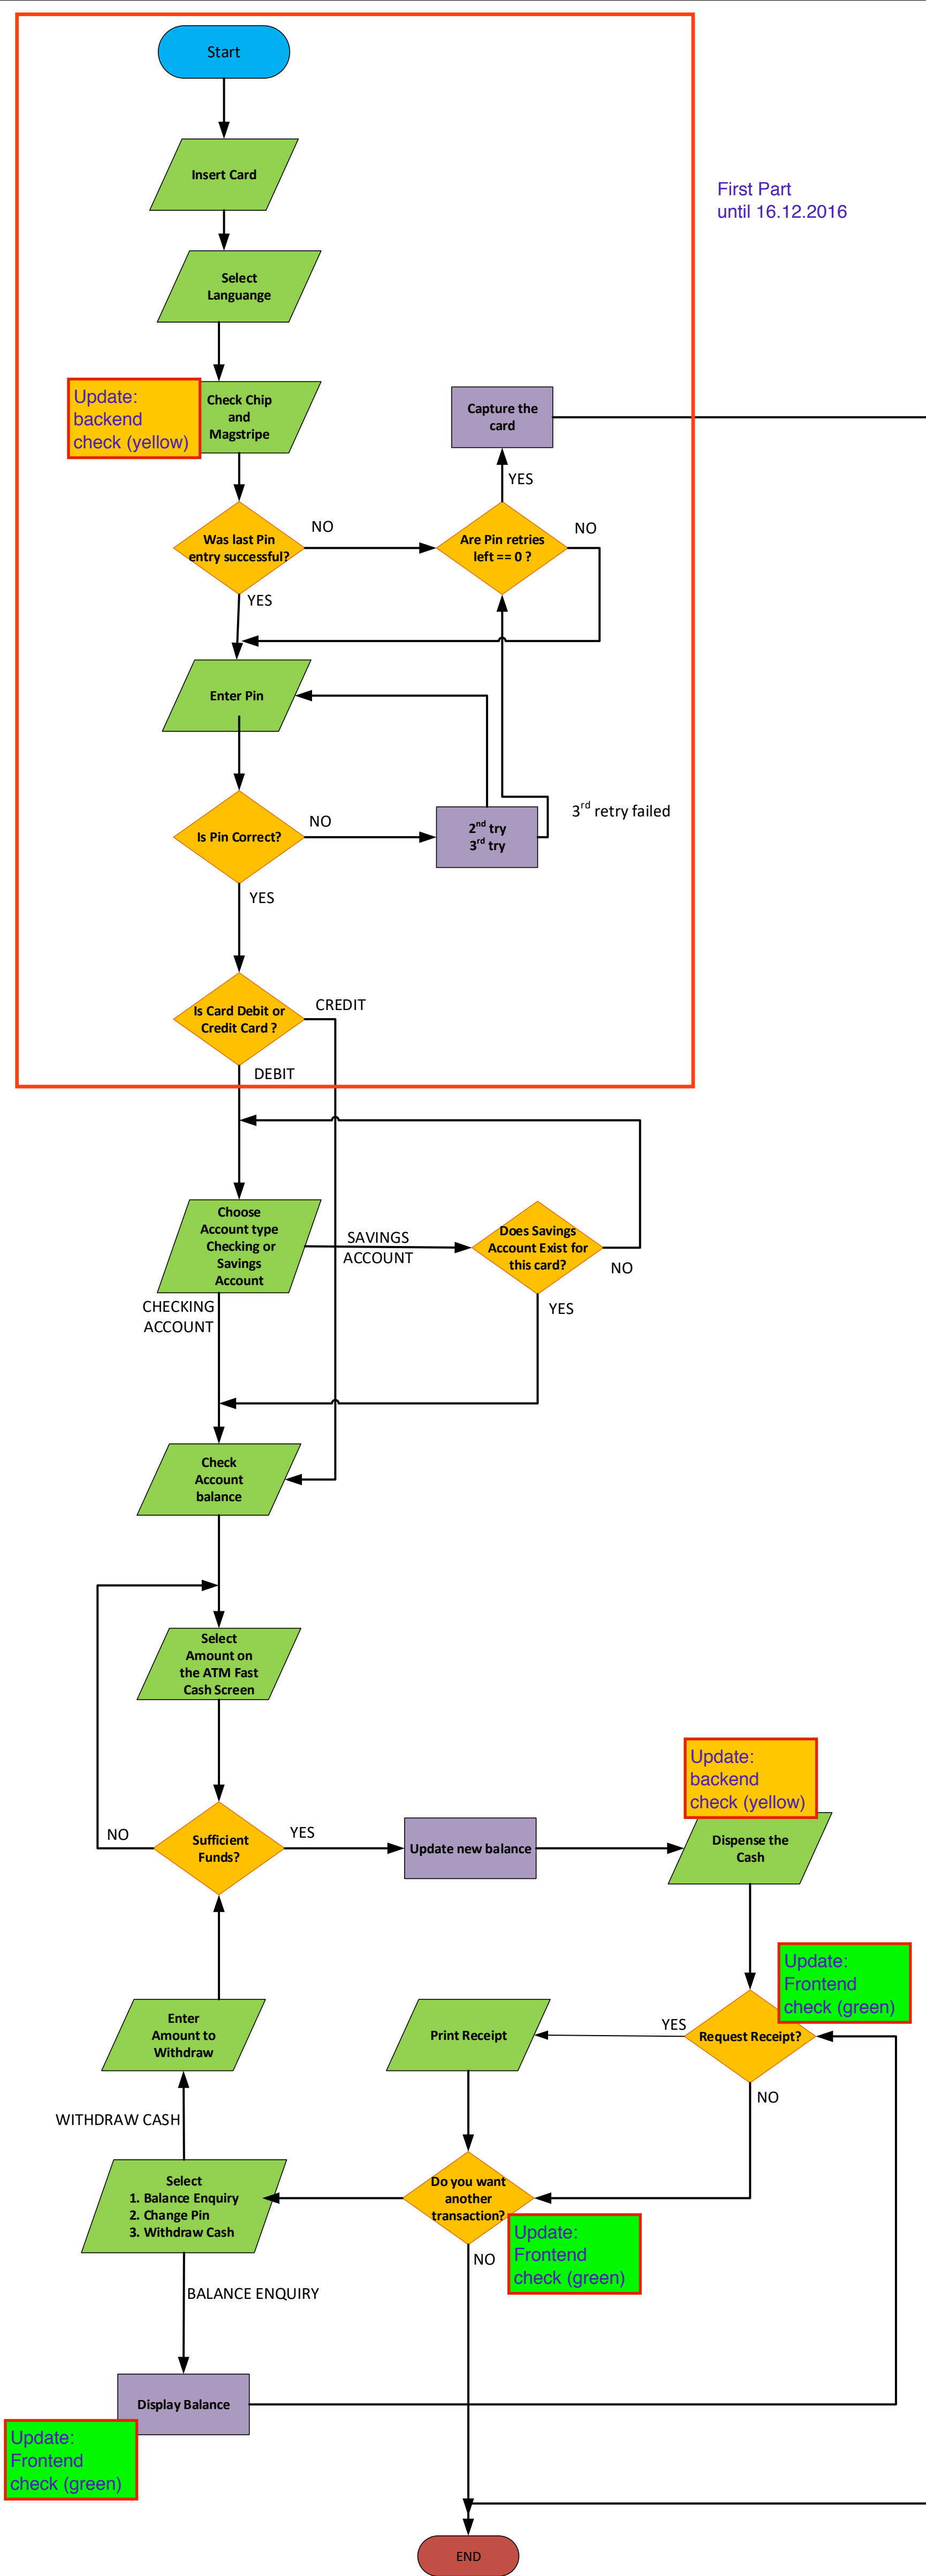 Start
Insert Card
First Part
until 16.12.2016
Select
Languange
Update:
backend
check (yellow)
Check Chip
and
Magstripe
Capture the
card
YES
Was last Pin
entry successful?
NO
Are Pin retries
left == 0 ?
NO
YES
Enter Pin
Is Pin Correct?
NO
2nd try
3rd try
3rd retry failed
YES
Is Card Debit or
Credit Card ?
CREDIT
DEBIT
Choose
Account type
Checking or
Savings
Account
SAVINGS
ACCOUNT
Does Savings
Account Exist for
this card?
NO
YES
CHECKING
ACCOUNT
Check
Account
balance
Select
Amount on
the ATM Fast
Cash Screen
Sufficient
Funds?
NO
YES
Update new balance
Update:
backend
check (yellow)
Dispense the
Cash
Update:
Frontend
check (green)
Enter
Amount to
Withdraw
Print Receipt
YES
Request Receipt?
NO
WITHDRAW CASH
Select
1. Balance Enquiry
2. Change Pin
3. Withdraw Cash
Do you want
another
transaction?
Update:
Frontend
check (green)
NO
BALANCE ENQUIRY
Display Balance
Update:
Frontend
check (green)
END